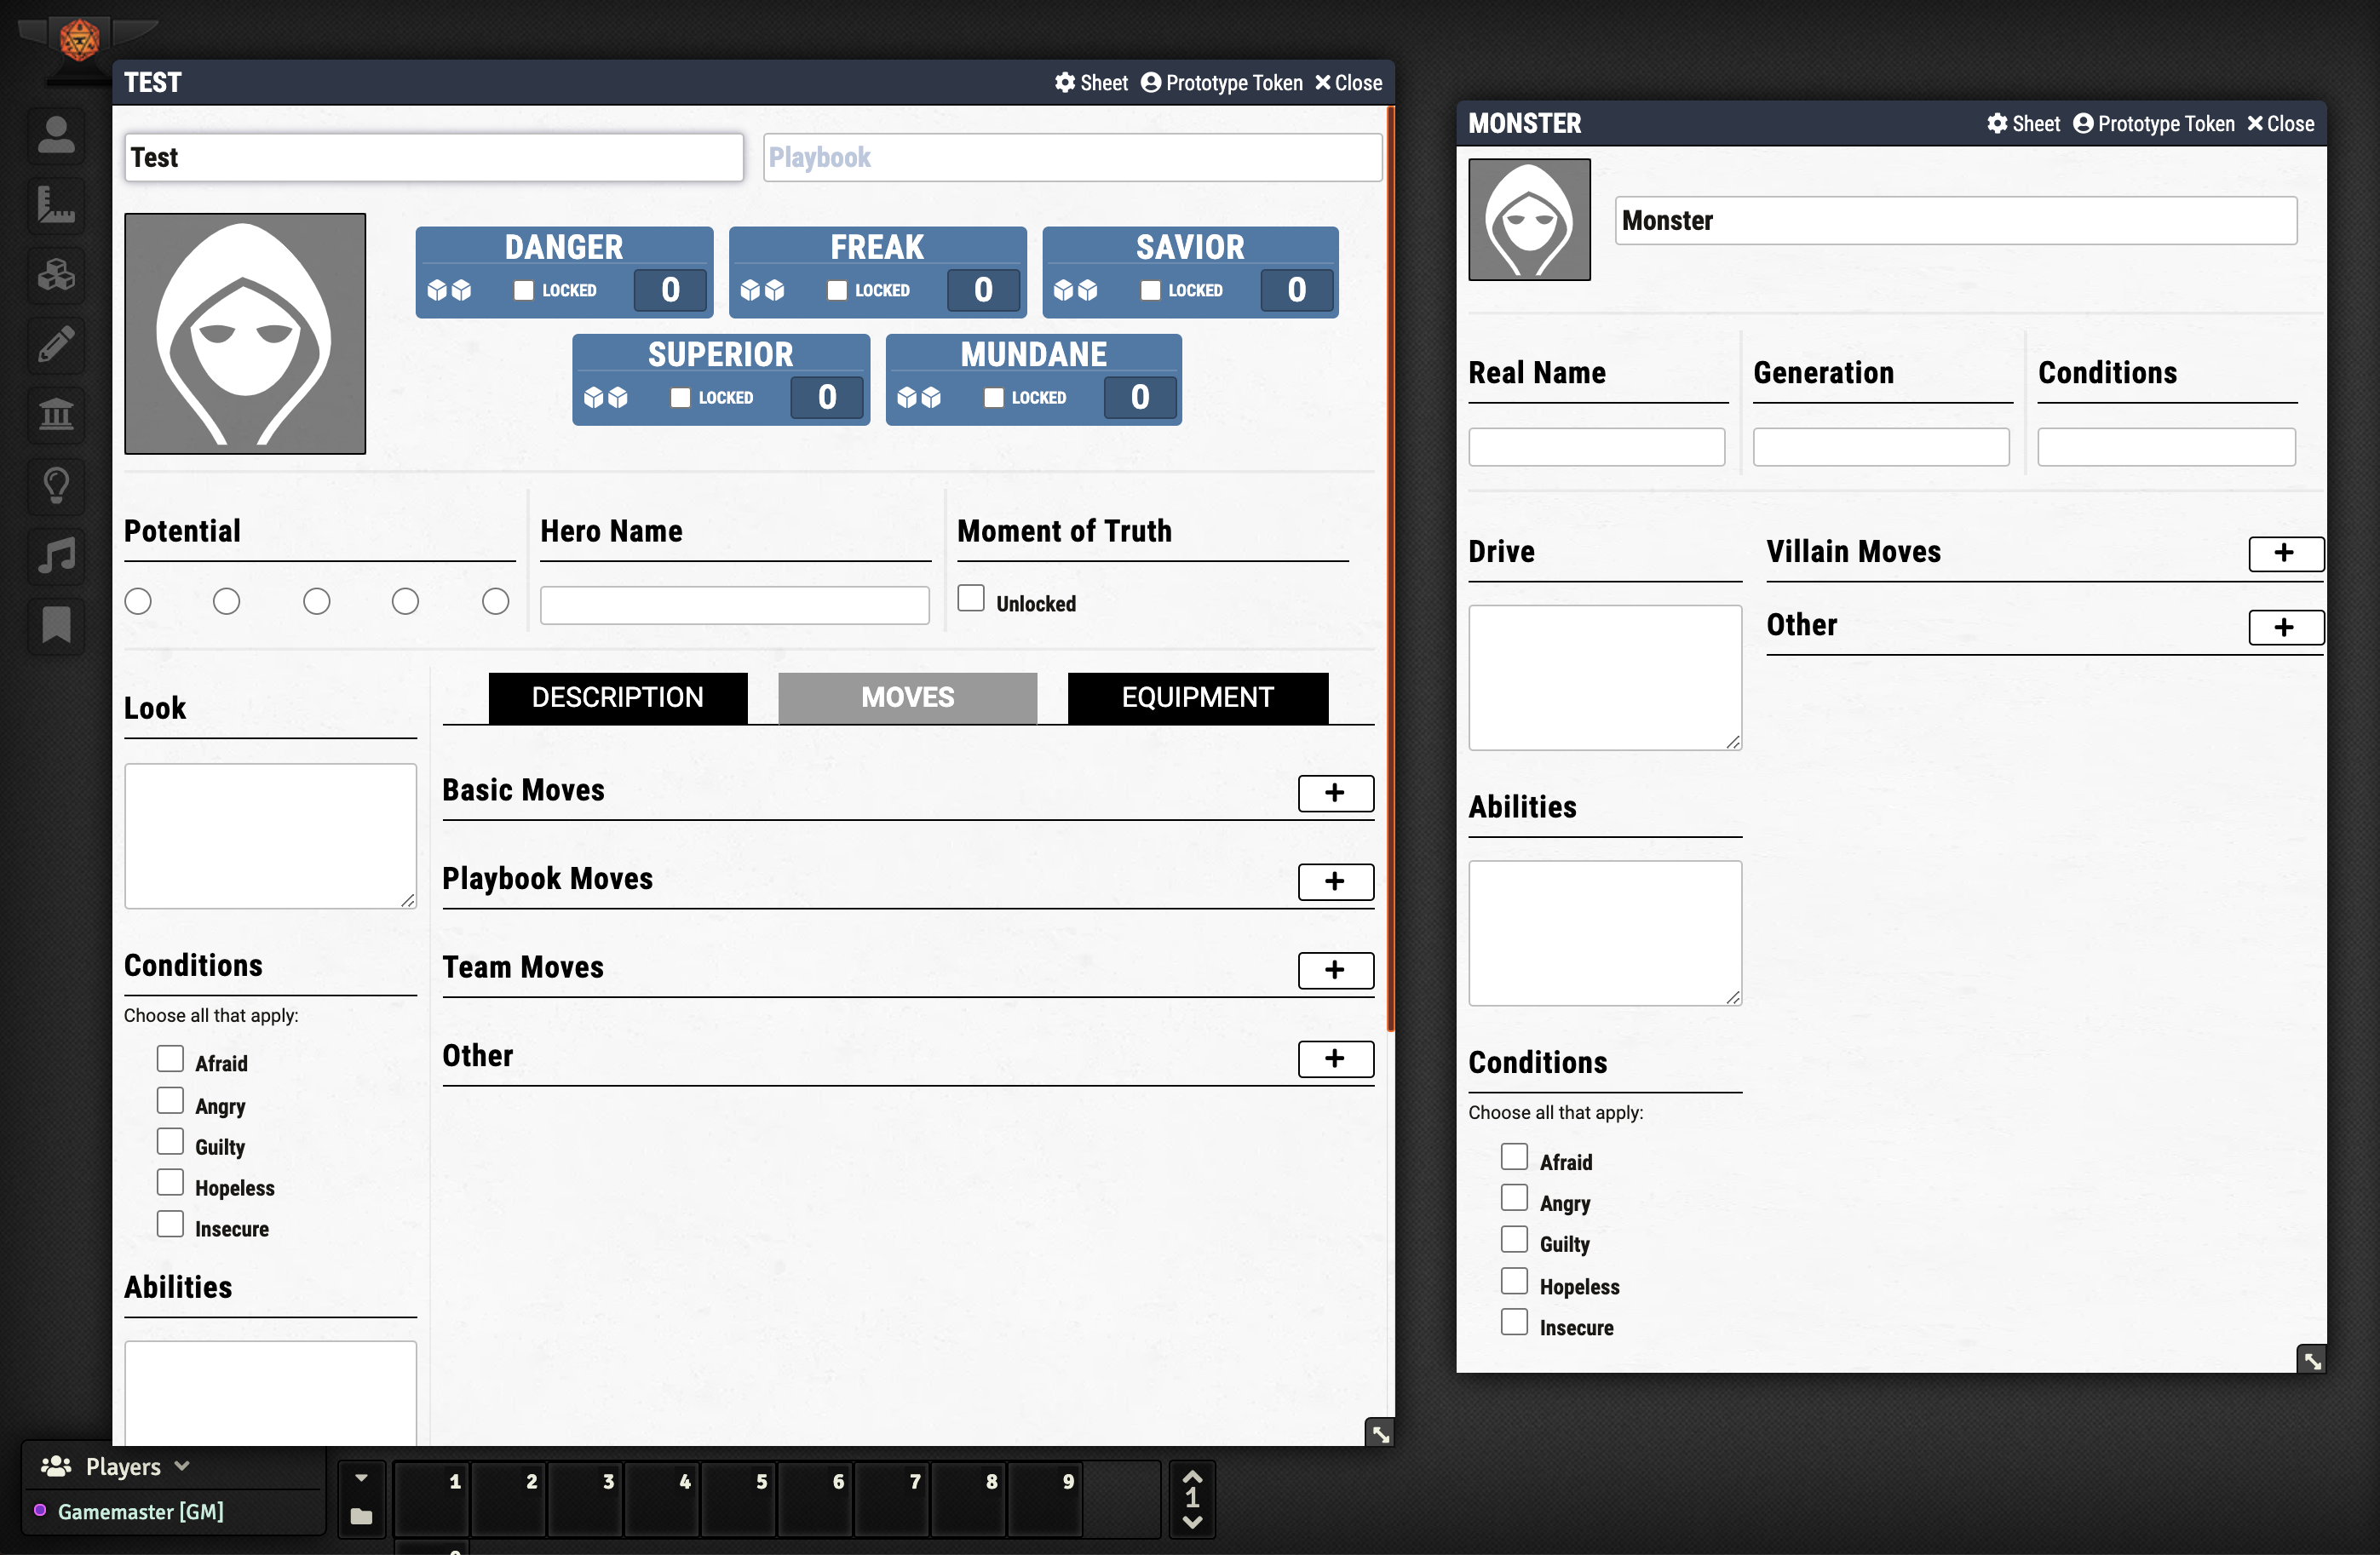 TEST
Sheet Prototype Token Close
Test
Playbook
DANGER
LOCKED 0
FREAK
LOCKED 0
SAVIOR
LOCKED 0
SUPERIOR
LOCKED 0
MUNDANE
LOCKED 0
Potential
Hero Name
Moment of Truth
Unlocked
Look
Conditions
Choose all that apply:
Afraid
Angry
Guilty
Hopeless
Insecure
Abilities
DESCRIPTION
MOVES
EQUIPMENT
Basic Moves
Playbook Moves
Team Moves
Other
MONSTER
Sheet Prototype Token Close
Monster
Real Name
Generation
Conditions
Drive
Abilities
Conditions
Choose all that apply:
Afraid
Angry
Guilty
Hopeless
Insecure
Villain Moves
Other
Players
Gamemaster [GM]
1 2 3 4 5 6 7 8 9
1